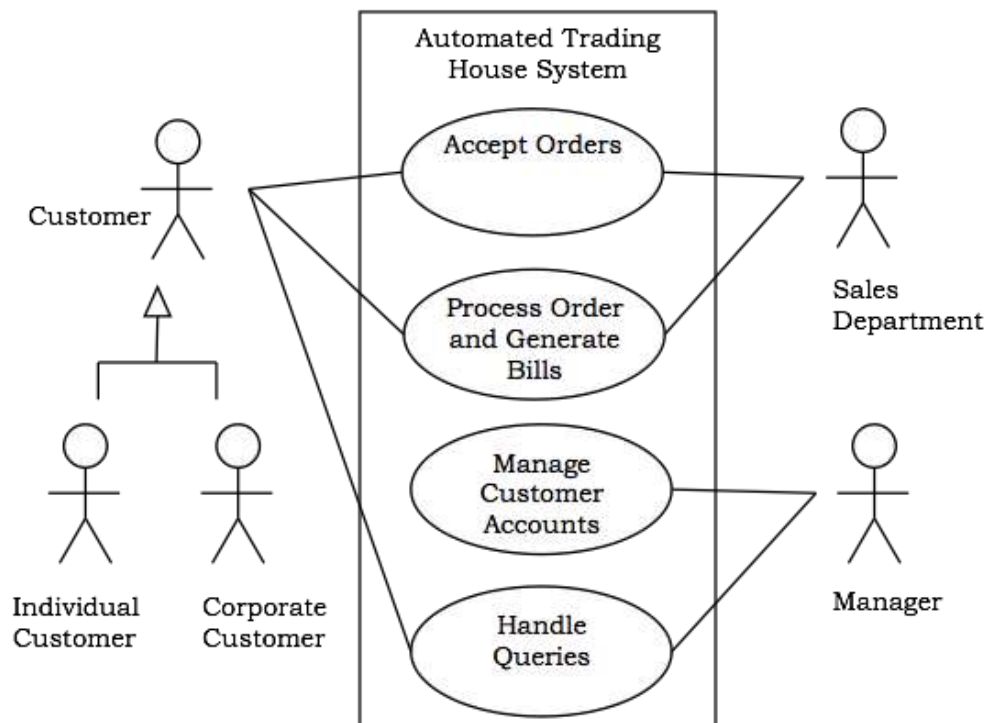 Automated Trading
House System
Accept Orders
Customer
Process Order
and Generate
Bills
Sales
Department
Manage
Customer
Accounts
Individual
Customer
Corporate
Customer
Manager
Handle
Queries